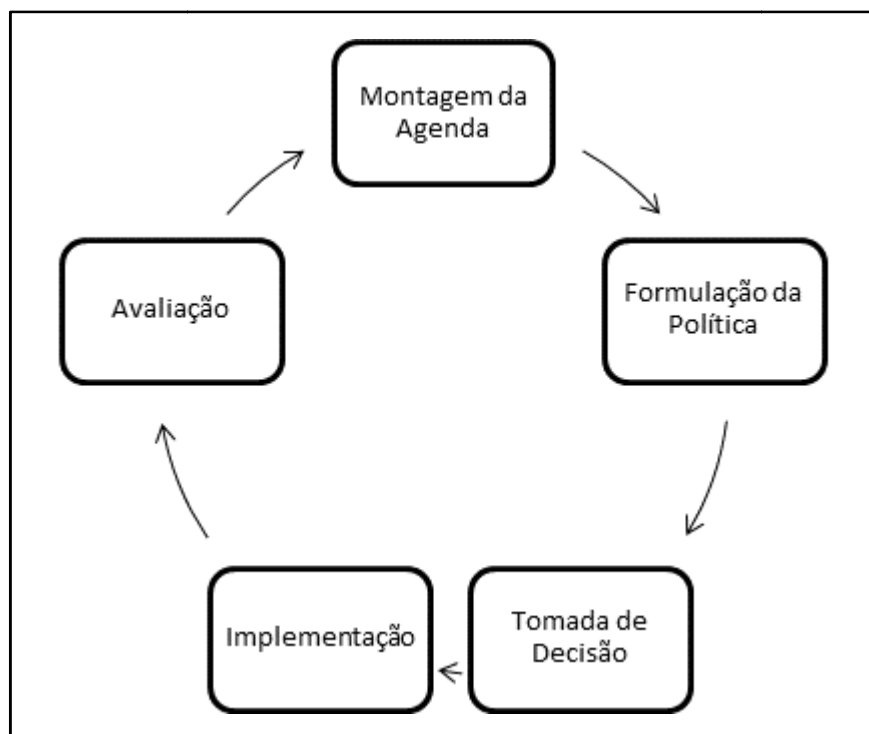 Montagem da
Agenda
Formulação da
Política
Tomada de
Decisão
Implementação
Avaliação